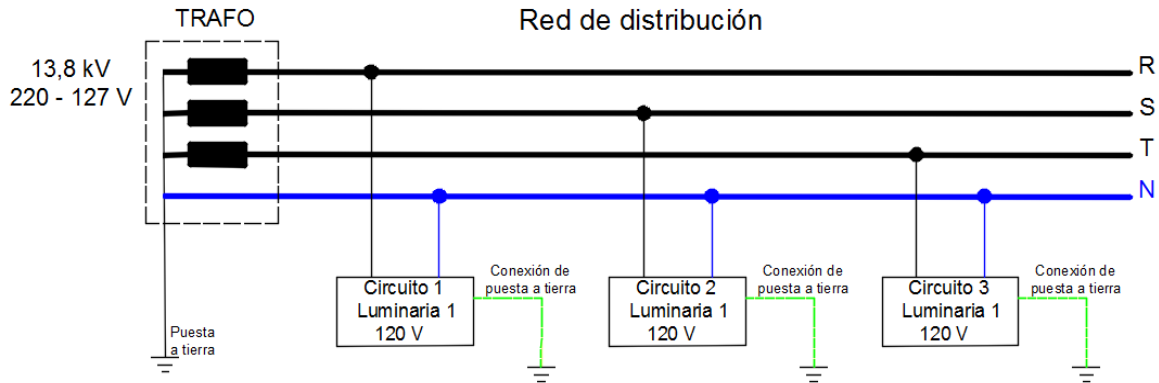 TRAFO
Red de distribución
13,8 kV
220 - 127 V
R
S
T
N
Circuito 1
Luminaria 1
120 V
Conexión de
puesta a tierra
Circuito 2
Luminaria 1
120 V
Conexión de
puesta a tierra
Circuito 3
Luminaria 1
120 V
Conexión de
puesta a tierra
Puesta
a tierra